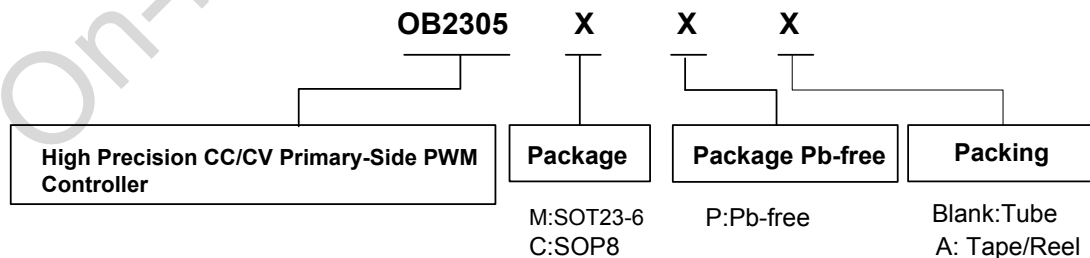 OB2305 X X X
High Precision CC/CV Primary-Side PWM
Controller
Package
Package Pb-free
Packing
M:SOT23-6
C:SOP8
P:Pb-free
Blank:Tube
A: Tape/Reel